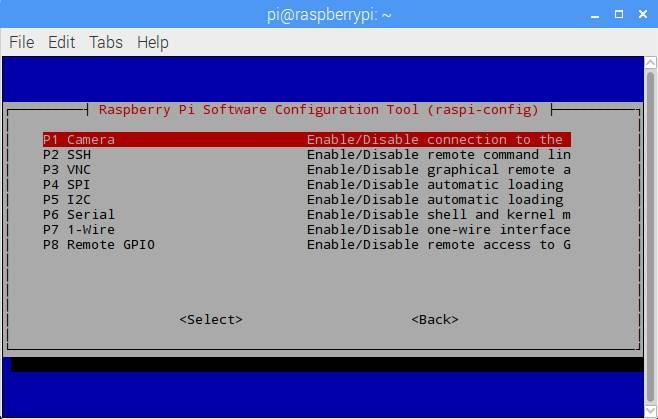 pi@raspberrypi: ~
File Edit Tabs Help
Raspberry Pi Software Configuration Tool (raspi-config)
P1 Camera Enable/Disable connection to the
P2 SSH Enable/Disable remote command lin
P3 VNC Enable/Disable graphical remote a
P4 SPI Enable/Disable automatic loading
P5 I2C Enable/Disable automatic loading
P6 Serial Enable/Disable shell and kernel m
P7 1-Wire Enable/Disable one-wire interface
P8 Remote GPIO Enable/Disable remote access to G
<Select> <Back>